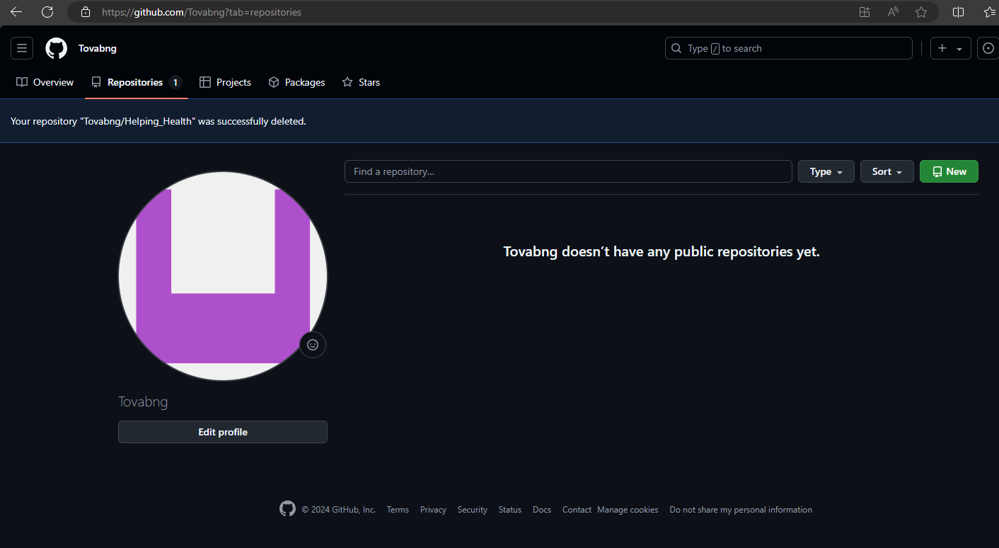 https://github.com/Tovabng?tab=repositories
Tovabng
Type / to search
Overview Repositories 1 Projects Packages Stars
Your repository "Tovabng/Helping_Health" was successfully deleted.
Find a repository... Type Sort New
Tovabng doesn’t have any public repositories yet.
Tovabng
Edit profile
© 2024 GitHub, Inc. Terms Privacy Security Status Docs Contact Manage cookies Do not share my personal information